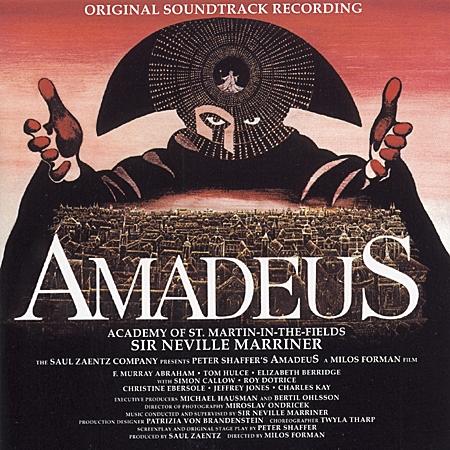 ORIGINAL SOUNDTRACK RECORDING
AMADEUS
ACADEMY OF ST. MARTIN-IN-THE-FIELDS
SIR NEVILLE MARRINER
THE SAUL ZAENTZ COMPANY PRESENTS PETER SHAFFER'S AMADEUS A MILOS FORMAN FILM
F. MURRAY ABRAHAM • TOM HULCE • ELIZABETH BERRIDGE
WITH SIMON CALLOW • ROY DOTRICE
CHRISTINE EBERSOLE • JEFFREY JONES • CHARLES KAY
EXECUTIVE PRODUCERS MICHAEL HAUSMAN AND BERTIL OHLSSON
DIRECTOR OF PHOTOGRAPHY MIROSLAV ONDRICEK
MUSIC CONDUCTED AND SUPERVISED BY SIR NEVILLE MARRINER
PRODUCTION DESIGNER PATRIZIA VON BRANDENSTEIN CHOREOGRAPHER TWYLA THARP
SCREENPLAY AND ORIGINAL STAGE PLAY BY PETER SHAFFER
PRODUCED BY SAUL ZAENTZ DIRECTED BY MILOS FORMAN